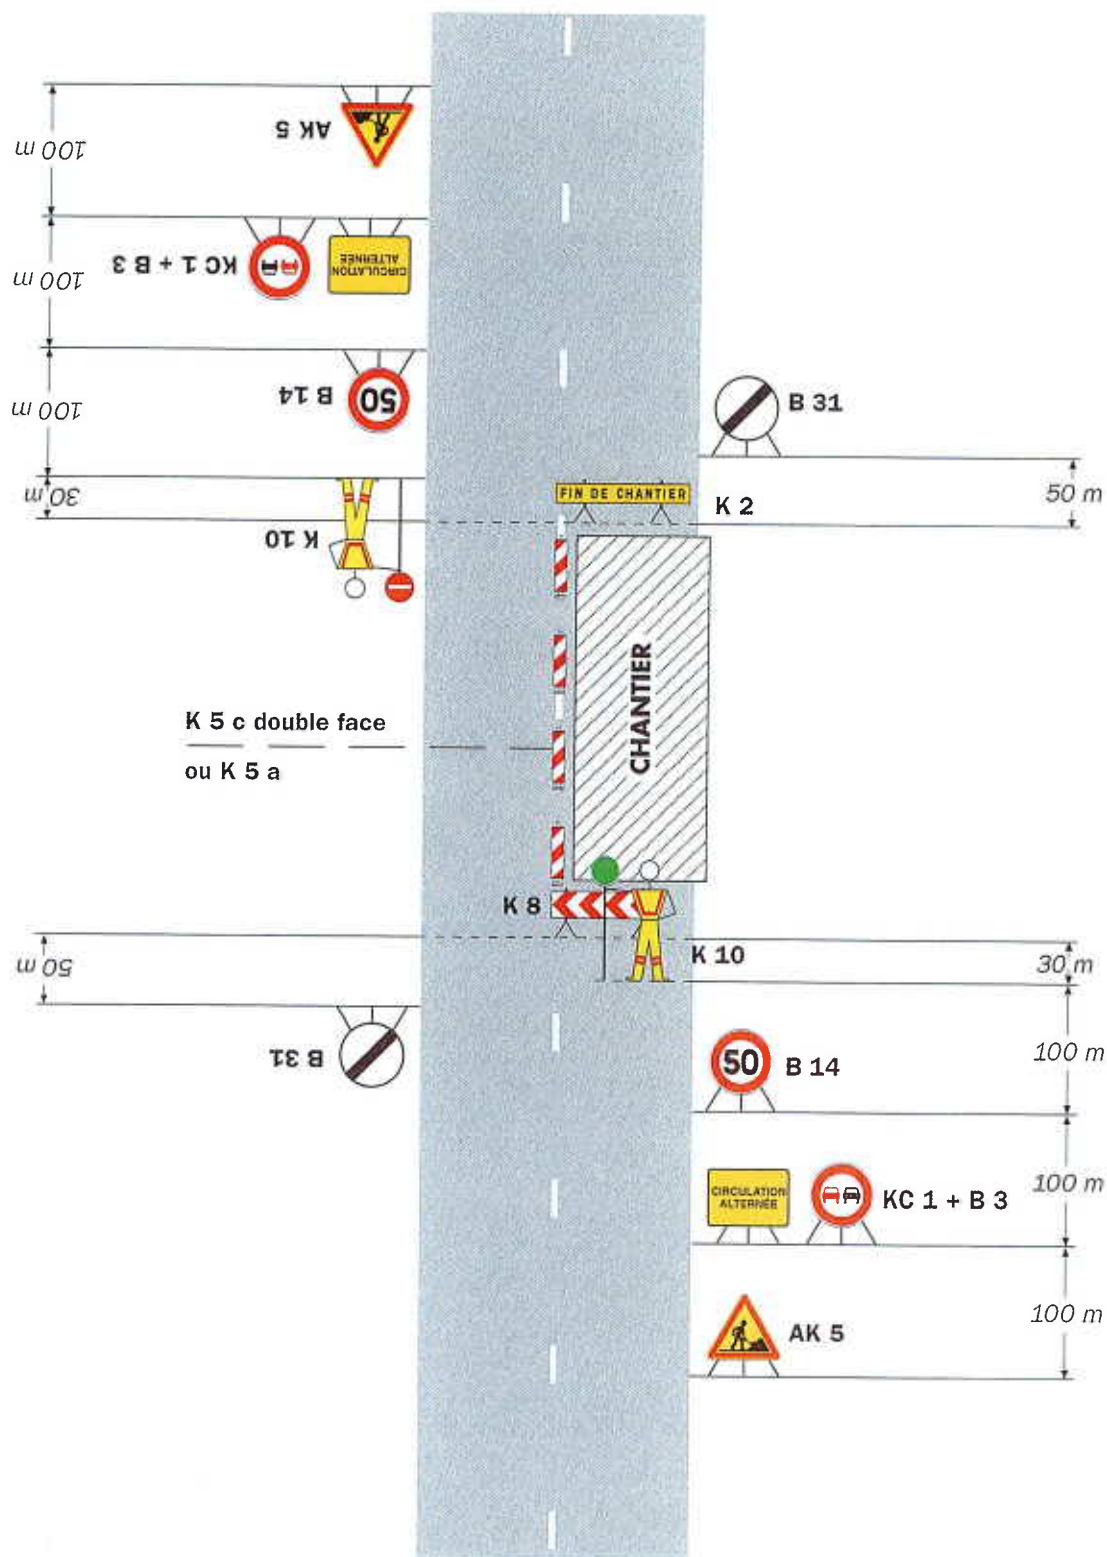 AK 5
100 m
KC 1 + B 3
CIRCULATION
ALTERNÉE
100 m
B 14
50
100 m
B 31
30 m
K 10
FIN DE CHANTIER
K 2
50 m
CHANTIER
K 5 c double face
ou K 5 a
K 8
K 10
50 m
30 m
B 31
50
B 14
100 m
CIRCULATION
ALTERNÉE
KC 1 + B 3
100 m
AK 5
100 m